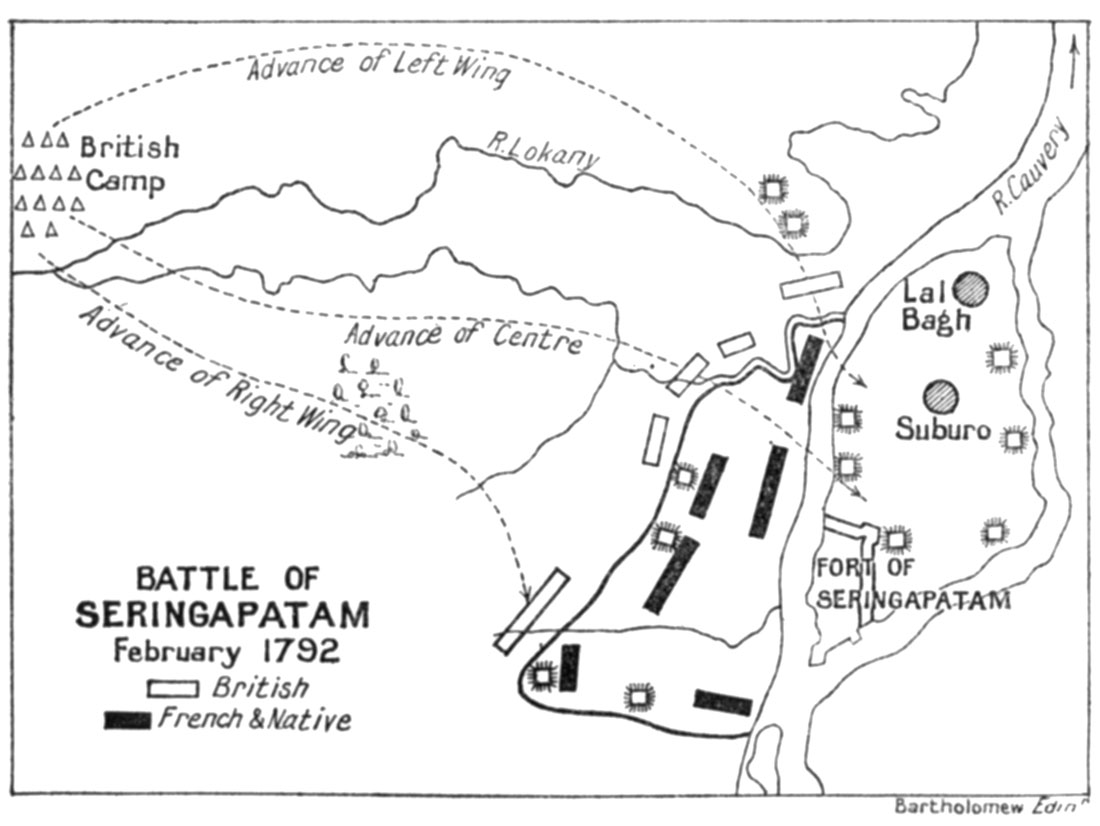 Advance of Left Wing
British
Camp
R. Lokany
R. Cauvery
Lal
Bagh
Advance of Centre
Advance of Right Wing
Suburo
FORT OF
SERINGAPATAM
BATTLE OF
SERINGAPATAM
February 1792
British
French & Native
Bartholomew Edinr